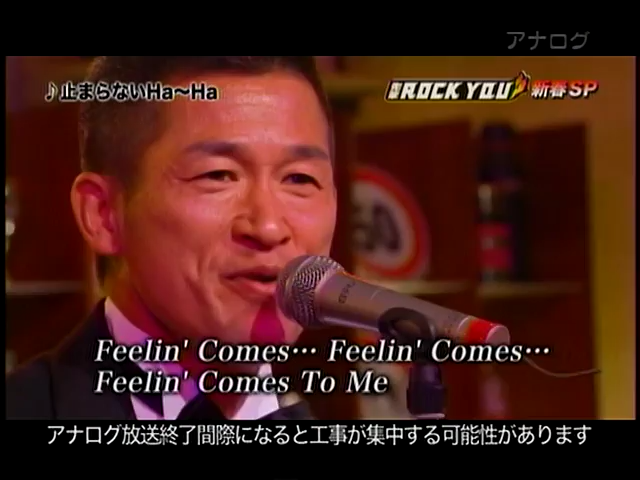 アナログ
♪止まらないHa〜Ha
ROCK YOU 新春SP
50
Feelin' Comes… Feelin' Comes…
Feelin' Comes To Me
アナログ放送終了間際になると工事が集中する可能性があります